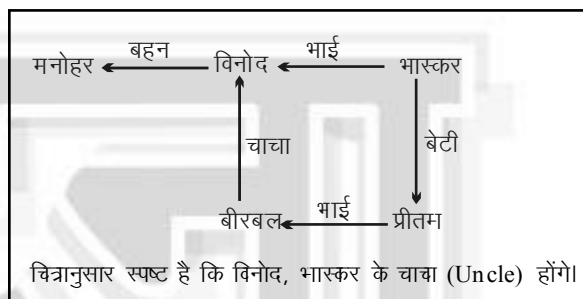 मनोहर बहन विनोद भाई भास्कर
चाचा बेटी
बीरबल भाई प्रीतम
चित्रानुसार स्पष्ट है कि विनोद, भास्कर के चाचा (Uncle) होंगे।